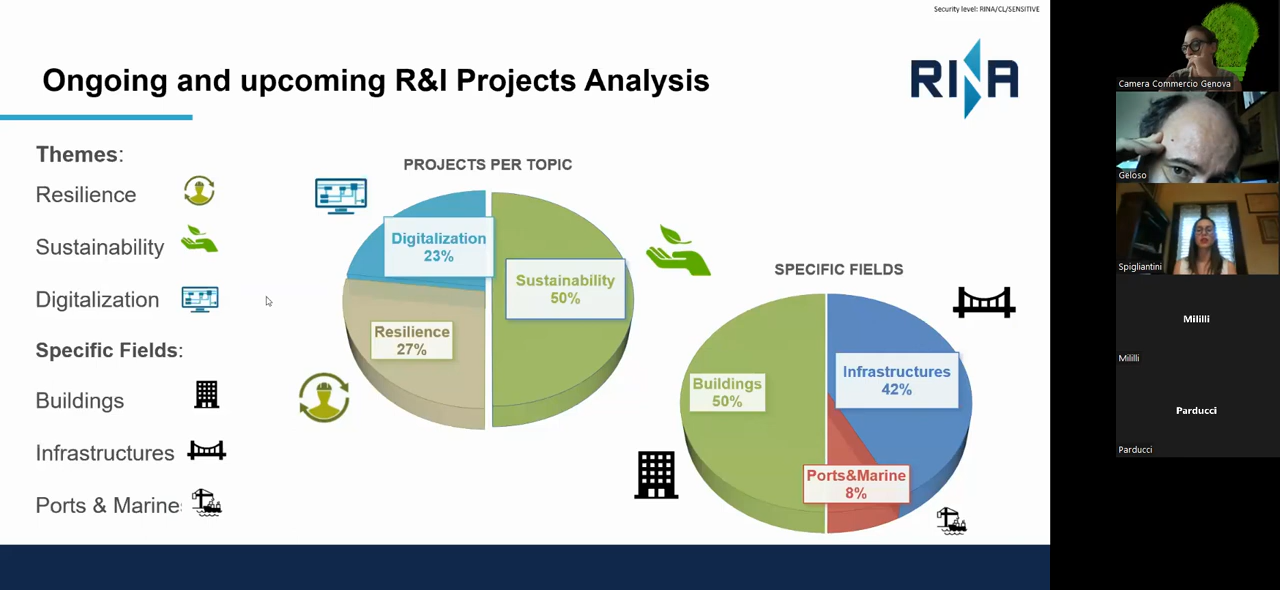 Security level: RINA/CL/SENSITIVE
Ongoing and upcoming R&I Projects Analysis
RINA
Themes:
Resilience
Sustainability
Digitalization
Specific Fields:
Buildings
Infrastructures
Ports & Marine
PROJECTS PER TOPIC
Digitalization
23%
Sustainability
50%
Resilience
27%
SPECIFIC FIELDS
Infrastructures
42%
Buildings
50%
Ports&Marine
8%
Camera Commercio Genova
Geloso
Spigliantini
Mililli
Mililli
Parducci
Parducci